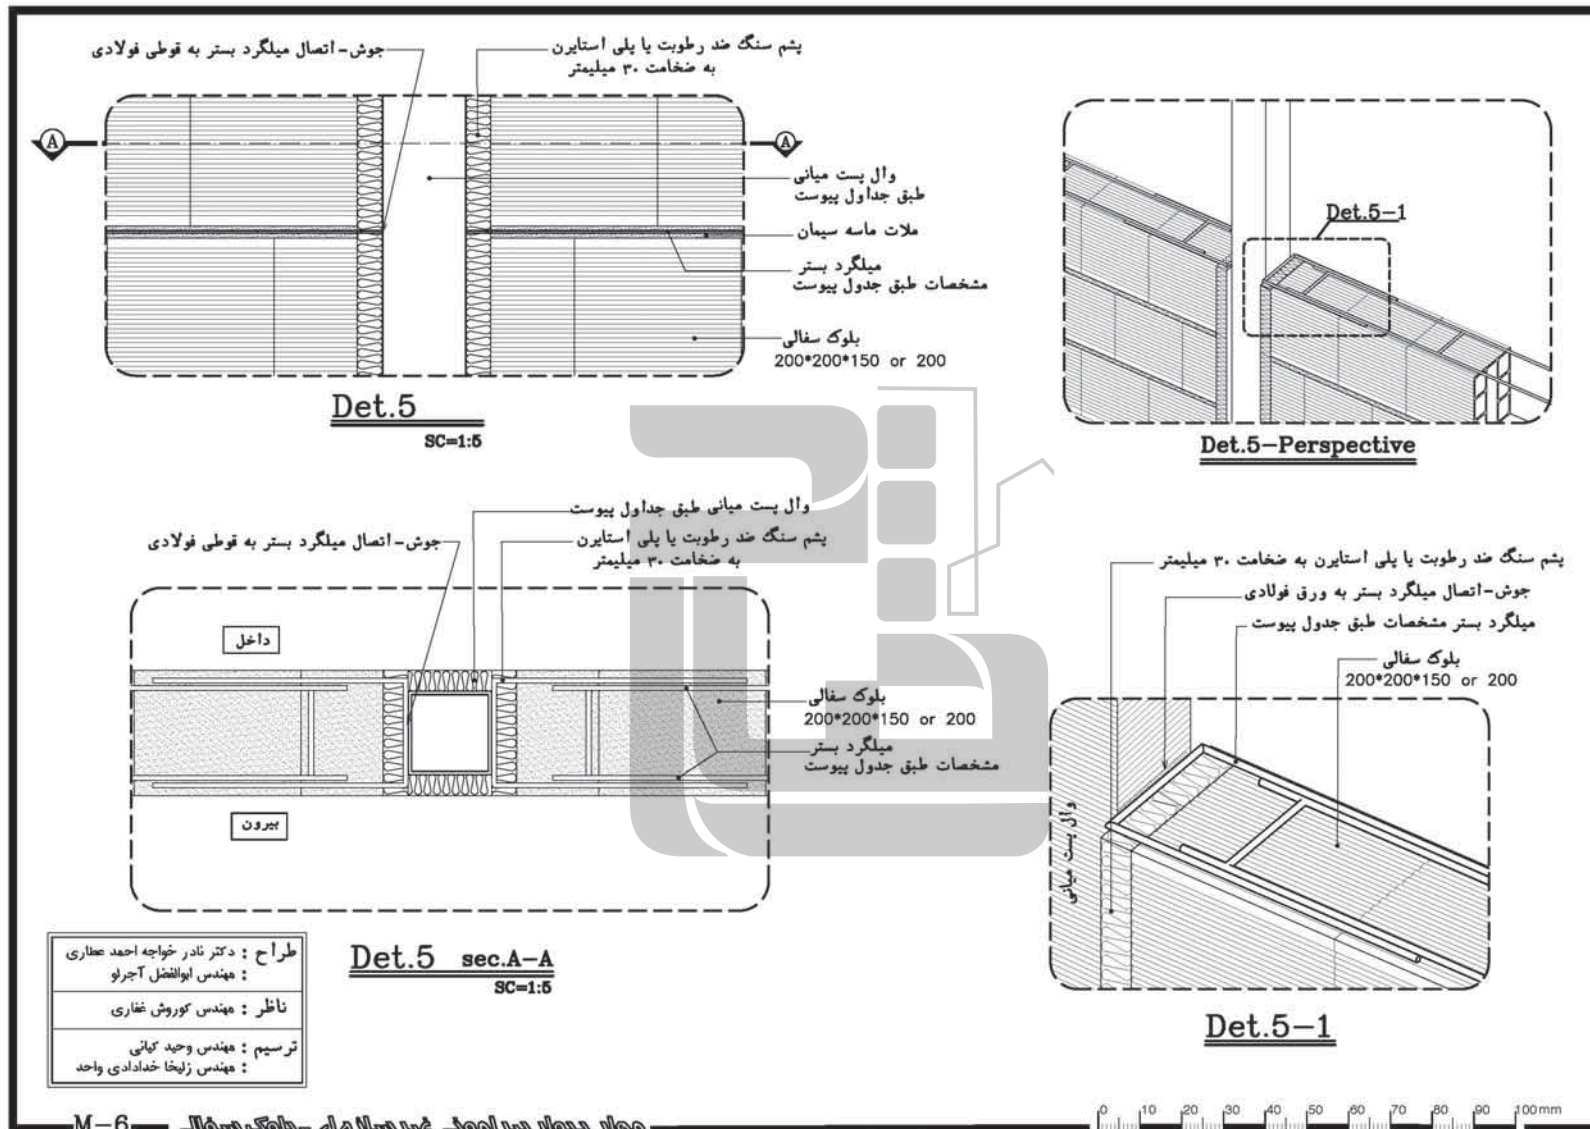 جوش-اتصال میلگرد بستر به قوطی فولادی
پشم سنگ ضد رطوبت یا پلی استایرن
به ضخامت ۳۰ میلیمتر
A
A
وال پست میانی
طبق جداول پیوست
ملات ماسه سیمان
میلگرد بستر
مشخصات طبق جدول پیوست
بلوک سفالی
200*200*150 or 200
Det.5
SC=1:5
Det.5-1
Det.5-Perspective
وال پست میانی طبق جداول پیوست
جوش-اتصال میلگرد بستر به قوطی فولادی
پشم سنگ ضد رطوبت یا پلی استایرن
به ضخامت ۳۰ میلیمتر
داخل
بلوک سفالی
200*200*150 or 200
میلگرد بستر
مشخصات طبق جدول پیوست
بیرون
Det.5 sec.A-A
SC=1:5
پشم سنگ ضد رطوبت یا پلی استایرن به ضخامت ۳۰ میلیمتر
جوش-اتصال میلگرد بستر به ورق فولادی
میلگرد بستر مشخصات طبق جدول پیوست
بلوک سفالی
200*200*150 or 200
وال پست میانی
Det.5-1
طراح : دکتر نادر خواجه احمد عطاری
: مهندس ابوالفضل آجرلو
ناظر : مهندس کوروش غفاری
ترسیم : مهندس وحید کیانی
: مهندس زلیخا خدادادی واحد
M-6
0 10 20 30 40 50 60 70 80 90 100mm